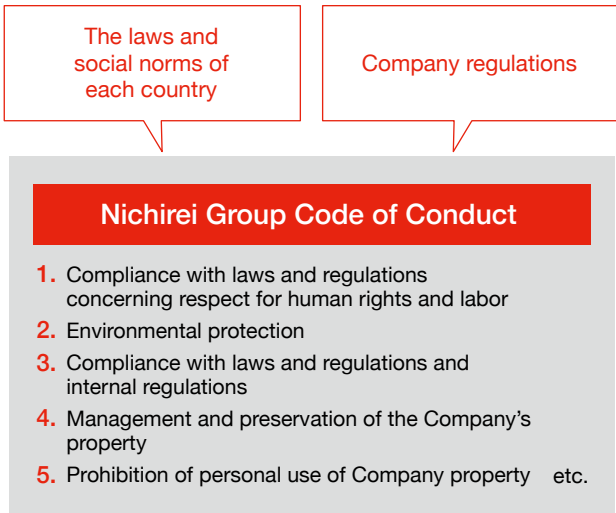 The laws and
social norms of
each country
Company regulations
Nichirei Group Code of Conduct
1. Compliance with laws and regulations
concerning respect for human rights and labor
2. Environmental protection
3. Compliance with laws and regulations and
internal regulations
4. Management and preservation of the Company’s
property
5. Prohibition of personal use of Company property etc.